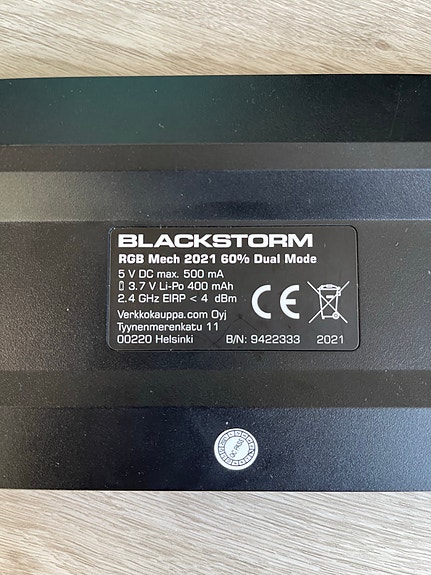 BLACKSTORM
RGB Mech 2021 60% Dual Mode
5 V DC max. 500 mA
3.7 V Li-Po 400 mAh
2.4 GHz EIRP < 4 dBm
CE
Verkkokauppa.com Oyj
Tyynenmerenkatu 11
00220 Helsinki B/N: 9422333 2021